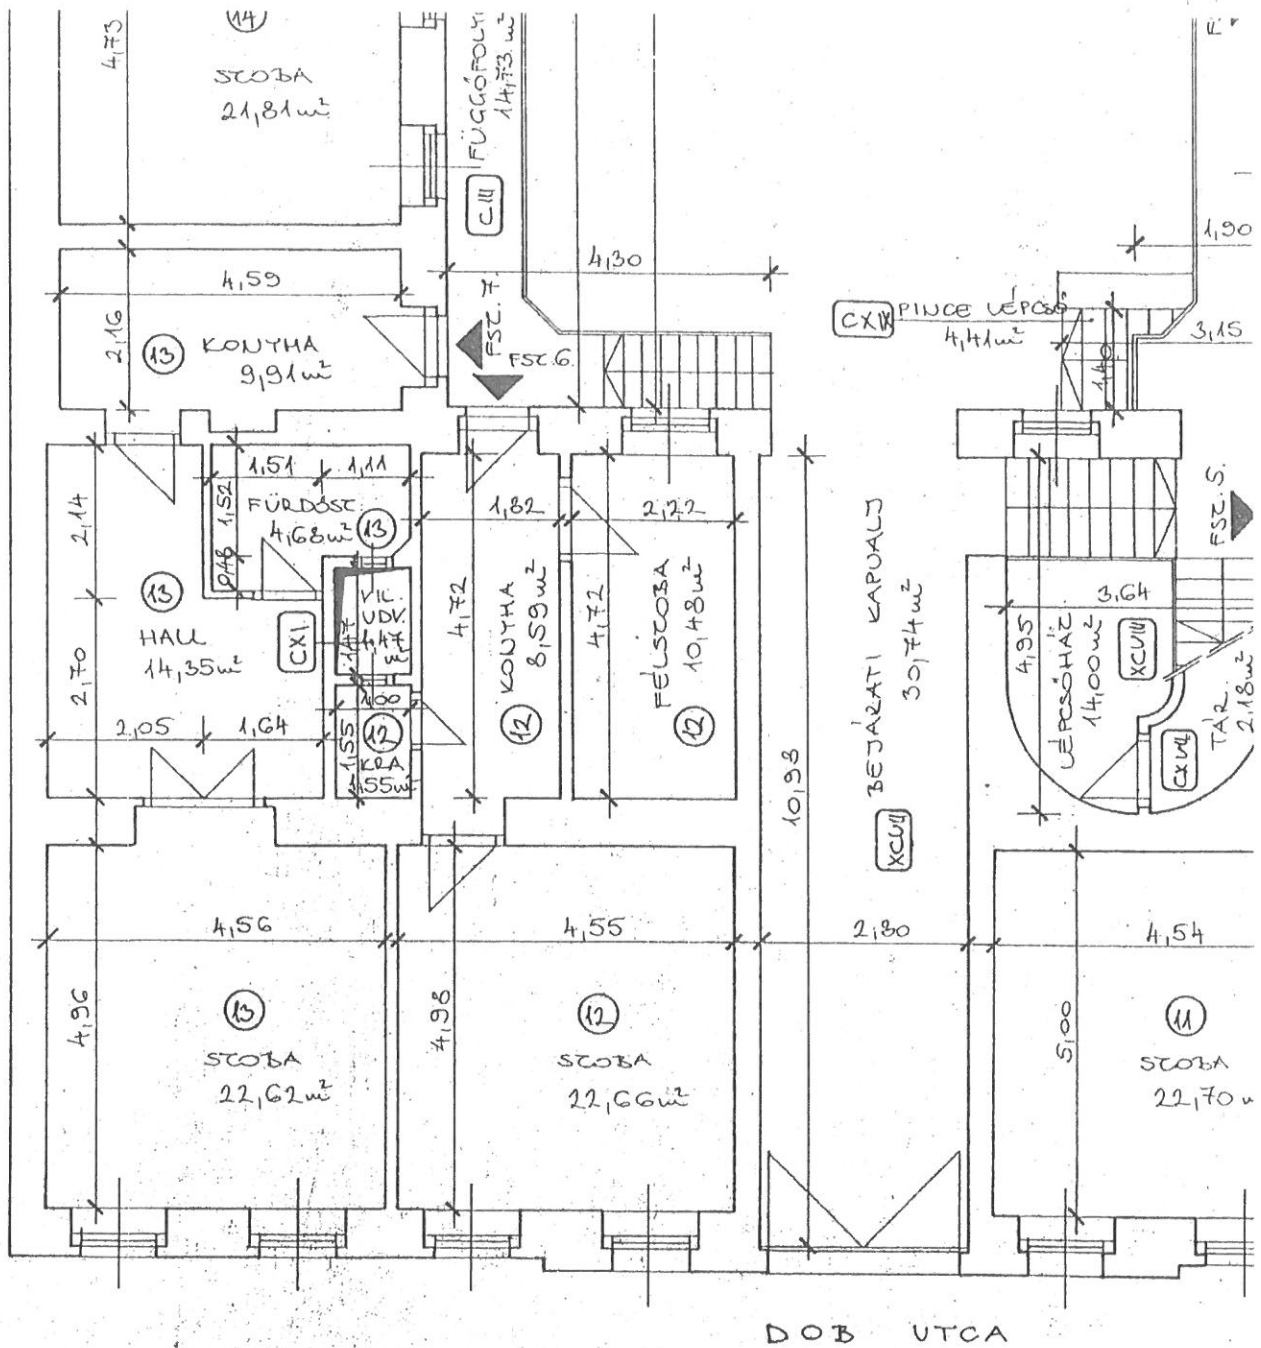 14
4,73
SZOBA
21,81 m²
FÜGGŐFOLY
14,73 m²
CIII
1,90
4,30
4,59
2,16
13
KONYHA
9,91 m²
FSZ. 7.
FSZ. 6.
CXIX
PINCE LÉPCSŐ
4,41 m²
1,40
3,15
1,51
1,11
1,52
FÜRDŐSZ.
4,68 m²
13
0,48
2,14
13
HALL
14,35 m²
2,70
2,05
1,64
CXI.
VIL.
UDV.
1,47
m²
1,47
1,00
1,55
12
KRA
1,55 m²
1,82
4,72
KONYHA
8,59 m²
12
2,22
4,72
FÉLSZOBA
10,48 m²
12
BEJÁRATI KAPUALJ
30,74 m²
XCVII
10,98
FSZ. 5.
3,64
4,95
LÉPCSŐHÁZ
14,00 m²
XCVIII
TÁR.
2,18 m²
4,56
4,96
13
SZOBA
22,62 m²
4,55
4,98
12
SZOBA
22,66 m²
2,80
4,54
5,00
11
SZOBA
22,70
DOB UTCA